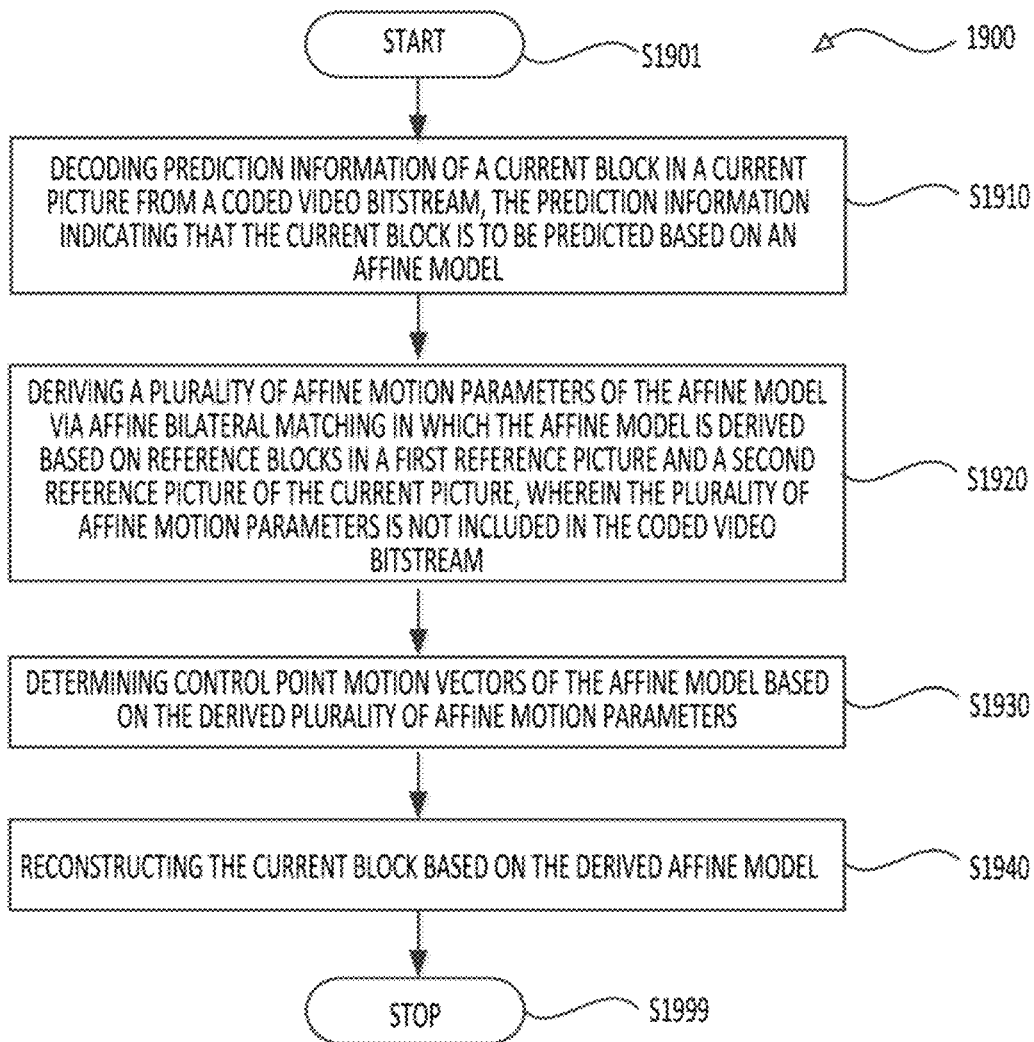 START
S1901
1900
DECODING PREDICTION INFORMATION OF A CURRENT BLOCK IN A CURRENT
PICTURE FROM A CODED VIDEO BITSTREAM, THE PREDICTION INFORMATION
INDICATING THAT THE CURRENT BLOCK IS TO BE PREDICTED BASED ON AN
AFFINE MODEL
S1910
DERIVING A PLURALITY OF AFFINE MOTION PARAMETERS OF THE AFFINE MODEL
VIA AFFINE BILATERAL MATCHING IN WHICH THE AFFINE MODEL IS DERIVED
BASED ON REFERENCE BLOCKS IN A FIRST REFERENCE PICTURE AND A SECOND
REFERENCE PICTURE OF THE CURRENT PICTURE, WHEREIN THE PLURALITY OF
AFFINE MOTION PARAMETERS IS NOT INCLUDED IN THE CODED VIDEO
BITSTREAM
S1920
DETERMINING CONTROL POINT MOTION VECTORS OF THE AFFINE MODEL BASED
ON THE DERIVED PLURALITY OF AFFINE MOTION PARAMETERS
S1930
RECONSTRUCTING THE CURRENT BLOCK BASED ON THE DERIVED AFFINE MODEL
S1940
STOP
S1999